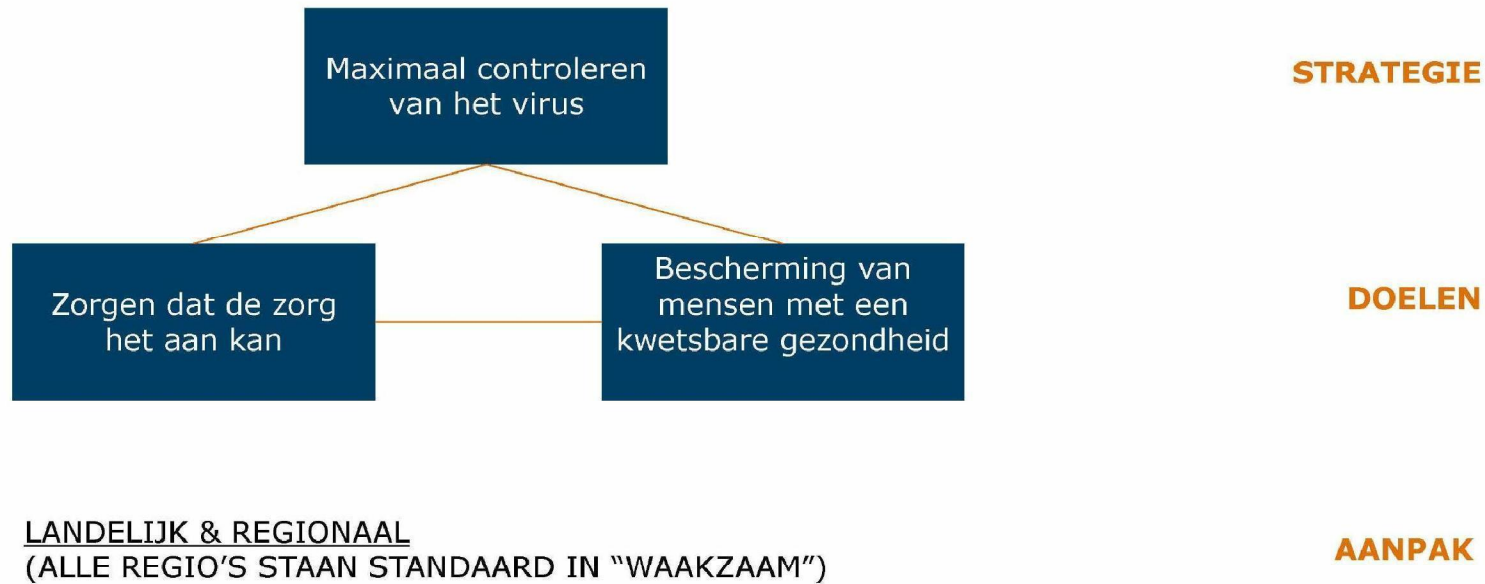 Maximaal controleren
van het virus
STRATEGIE
Zorgen dat de zorg
het aan kan
Bescherming van
mensen met een
kwetsbare gezondheid
DOELEN
LANDELIJK & REGIONAAL
(ALLE REGIO'S STAAN STANDAARD IN “WAAKZAAM”)
AANPAK